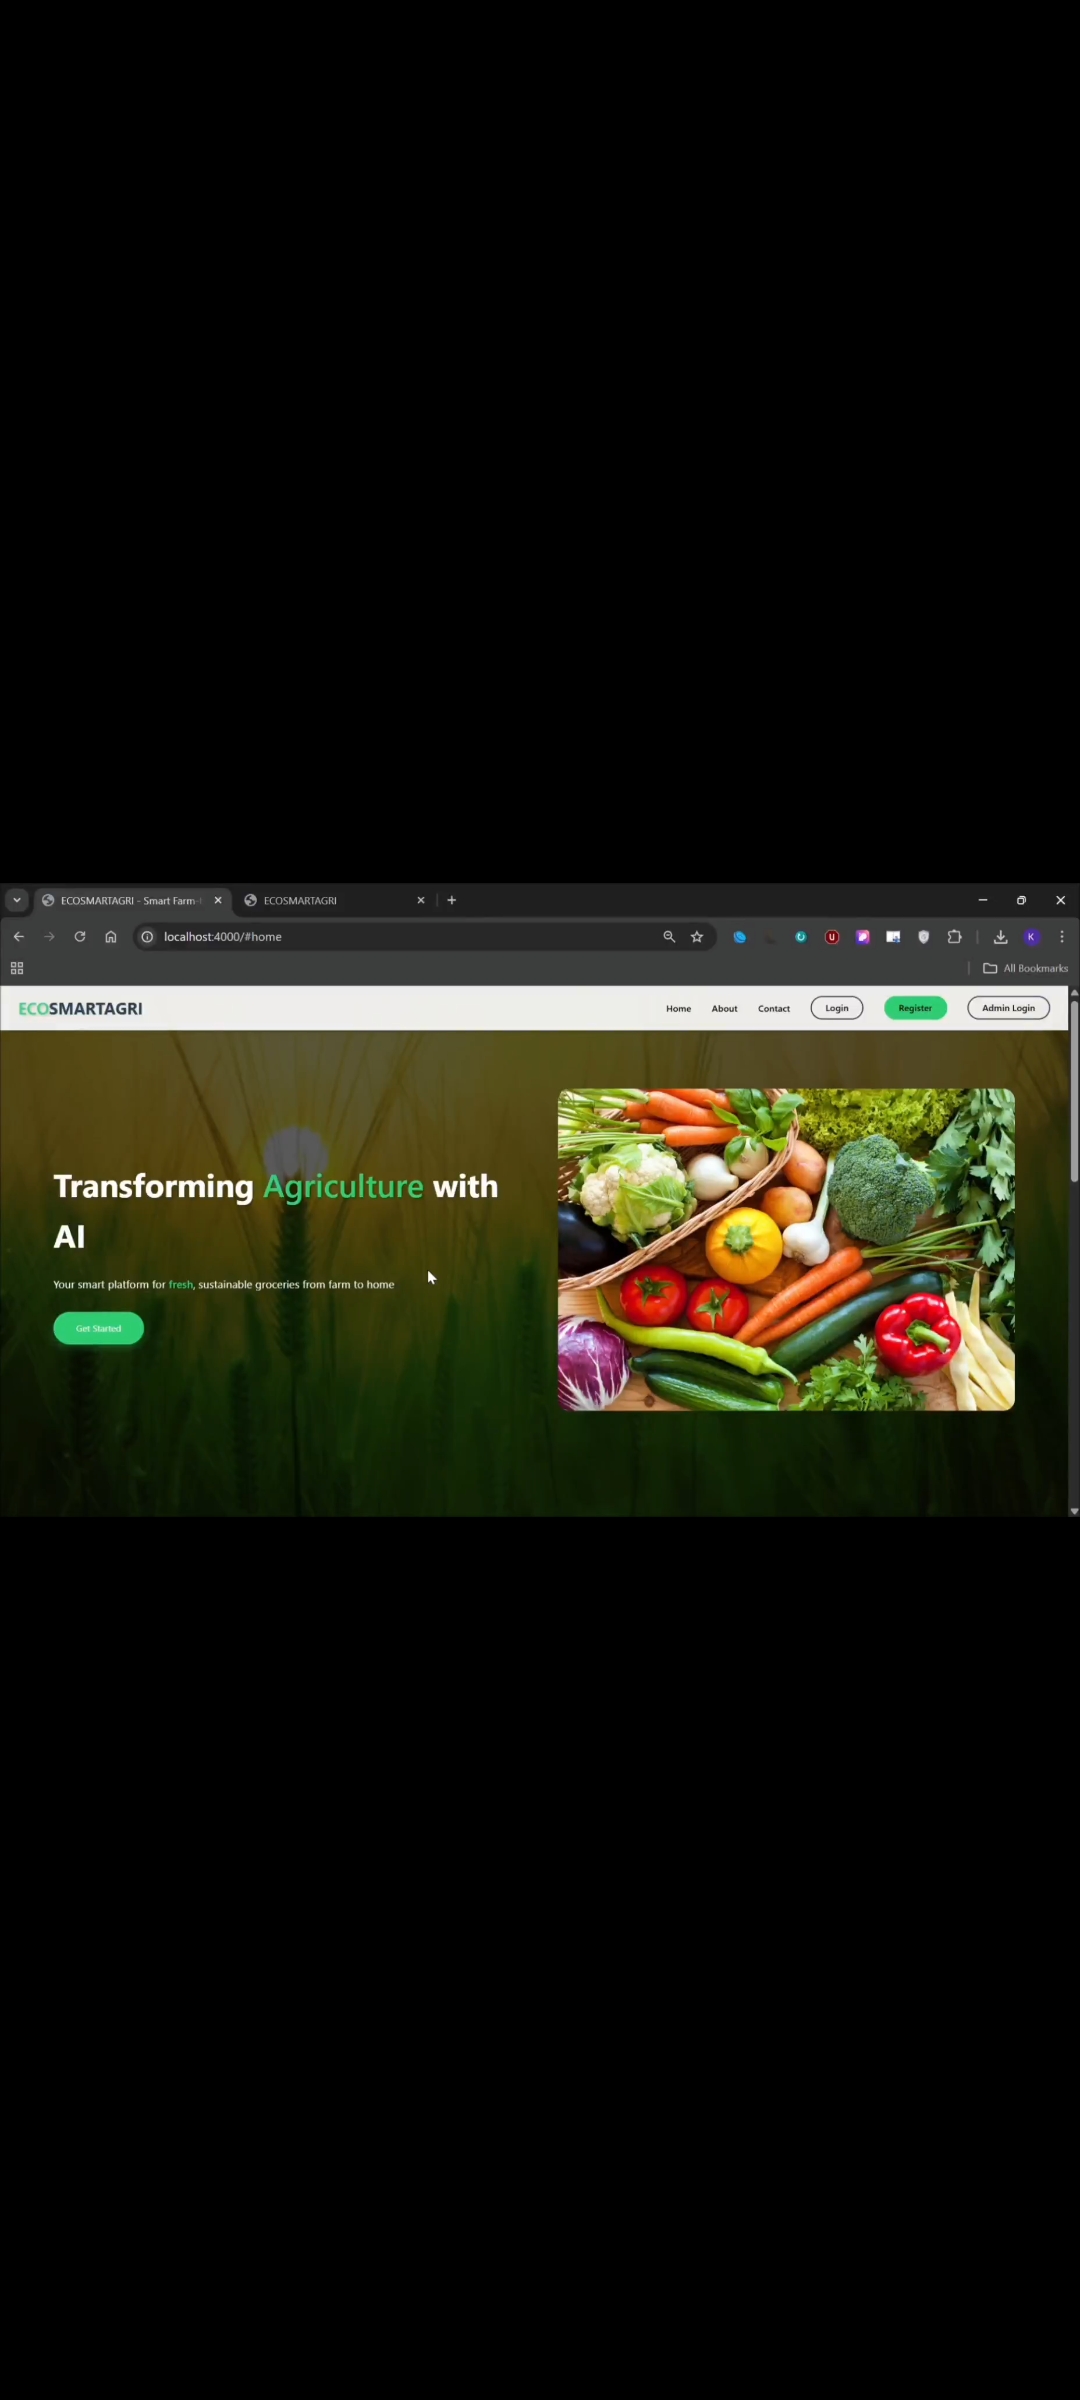 ECOSMARTAGRI - Smart Farm-
ECOSMARTAGRI
localhost:4000/#home
K
All Bookmarks
ECOSMARTAGRI
Home
About
Contact
Login
Register
Admin Login
Transforming Agriculture with
AI
Your smart platform for fresh, sustainable groceries from farm to home
Get Started